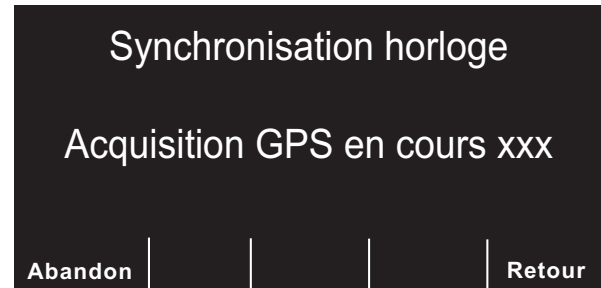 Synchronisation horloge
Acquisition GPS en cours xxx
Abandon Retour